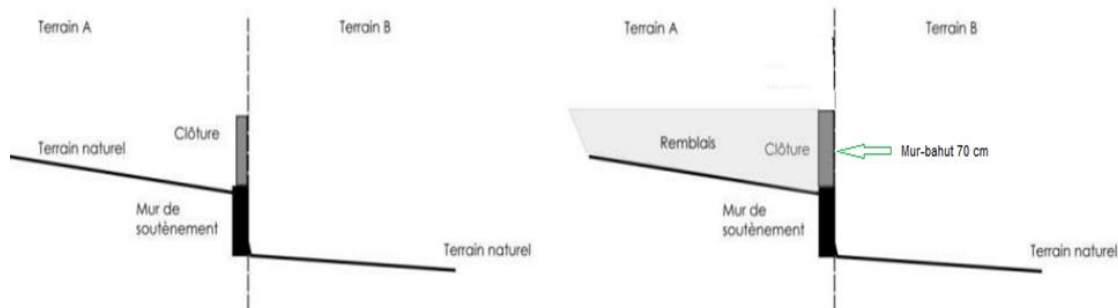 Terrain A
Terrain B
Clôture
Terrain naturel
Mur de
soutènement
Terrain naturel
Terrain A
Terrain B
Remblais
Clôture
Mur-bahut 70 cm
Mur de
soutènement
Terrain naturel